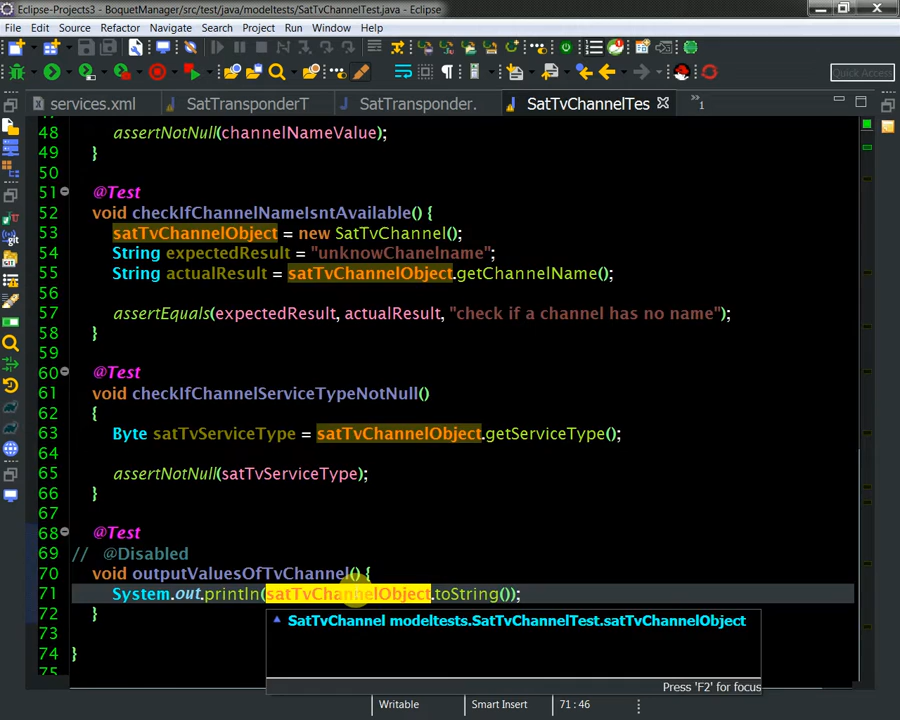 Eclipse-Projects3 - BoquetManager/src/test/java/modeltests/SatTvChannelTest.java - Eclipse
File Edit Source Refactor Navigate Search Project Run Window Help
Quick Access
services.xml SatTransponderT SatTransponder. SatTvChannelTes 1
48 assertNotNull(channelNameValue);
49 }
50
51 @Test
52 void checkIfChannelNameIsntAvailable() {
53 satTvChannelObject = new SatTvChannel();
54 String expectedResult = "unknowChanelname";
55 String actualResult = satTvChannelObject.getChannelName();
56
57 assertEquals(expectedResult, actualResult, "check if a channel has no name");
58 }
59
60 @Test
61 void checkIfChannelServiceTypeNotNull()
62 {
63 Byte satTvServiceType = satTvChannelObject.getServiceType();
64
65 assertNotNull(satTvServiceType);
66 }
67
68 @Test
69 // @Disabled
70 void outputValuesOfTvChannel() {
71 System.out.println(satTvChannelObject.toString());
72 }
SatTvChannel modeltests.SatTvChannelTest.satTvChannelObject
73
74 }
75
Press 'F2' for focus
Writable Smart Insert 71 : 46